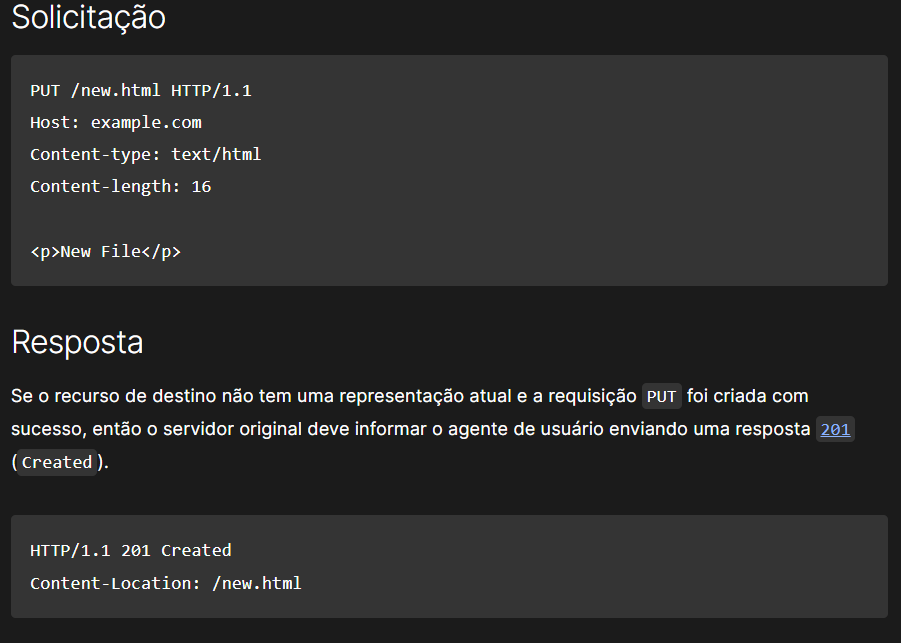 Solicitação
PUT /new.html HTTP/1.1
Host: example.com
Content-type: text/html
Content-length: 16
<p>New File</p>
Resposta
Se o recurso de destino não tem uma representação atual e a requisição PUT foi criada com
sucesso, então o servidor original deve informar o agente de usuário enviando uma resposta 201
(Created).
HTTP/1.1 201 Created
Content-Location: /new.html